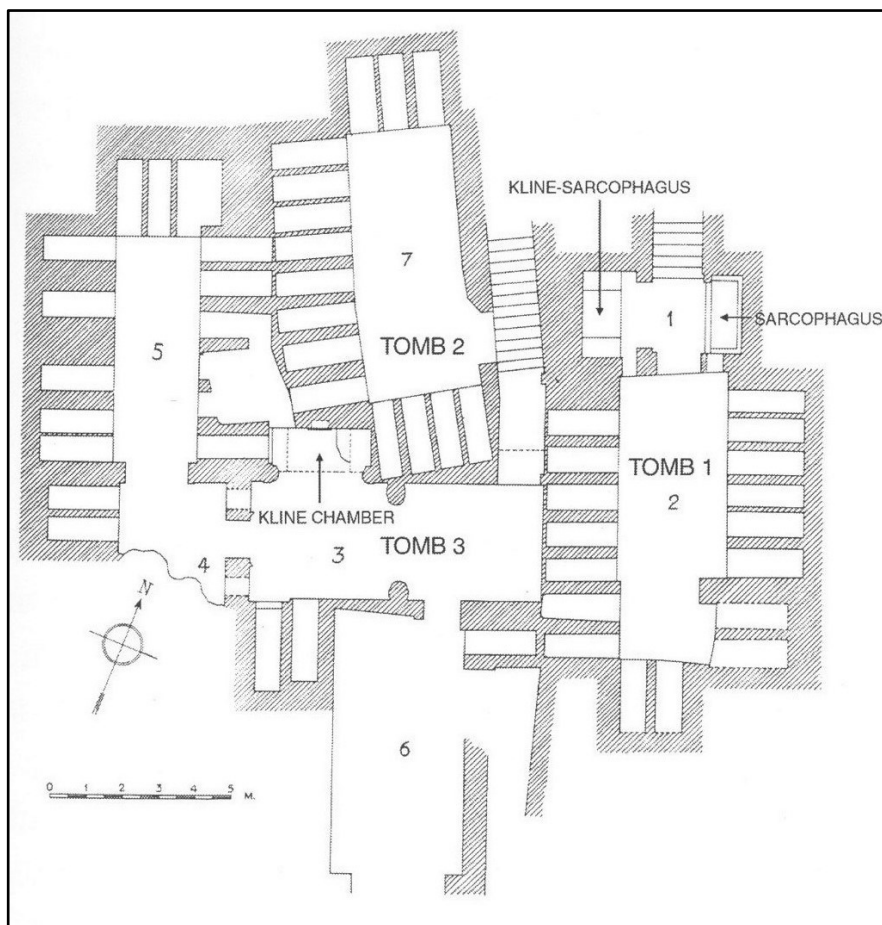 KLINE-SARCOPHAGUS
7
1
SARCOPHAGUS
TOMB 2
5
TOMB 1
2
KLINE CHAMBER
3
TOMB 3
4
N
6
0 1 2 3 4 5 M.